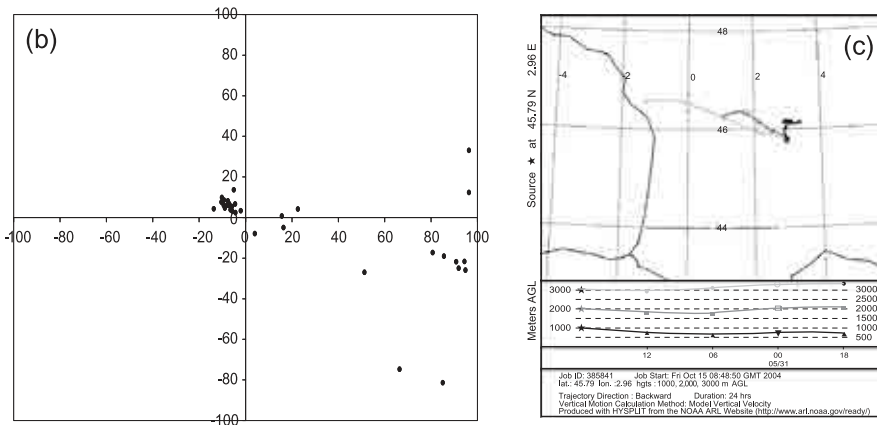 (b)
100
80
60
40
20
0
-100 -80 -60 -40 -20 0 20 40 60 80 100
-20
-40
-60
-80
-100
(c)
Source ★ at 45.79 N 2.96 E
48
-4 -2 0 2 4
46
44
Meters AGL
3000 3000
2500
2000 2000
1500
1000 1000
500
12 06 00 18
05/31
Job ID: 385841 Job Start: Fri Oct 15 08:48:50 GMT 2004
lat.: 45.79 lon. :2.96 hgts : 1000, 2,000, 3000 m AGL
Trajectory Direction : Backward Duration: 24 hrs
Vertical Motion Calculation Method: Model Vertical Velocity
Produced with HYSPLIT from the NOAA ARL Website (http://www.arl.noaa.gov/ready/)